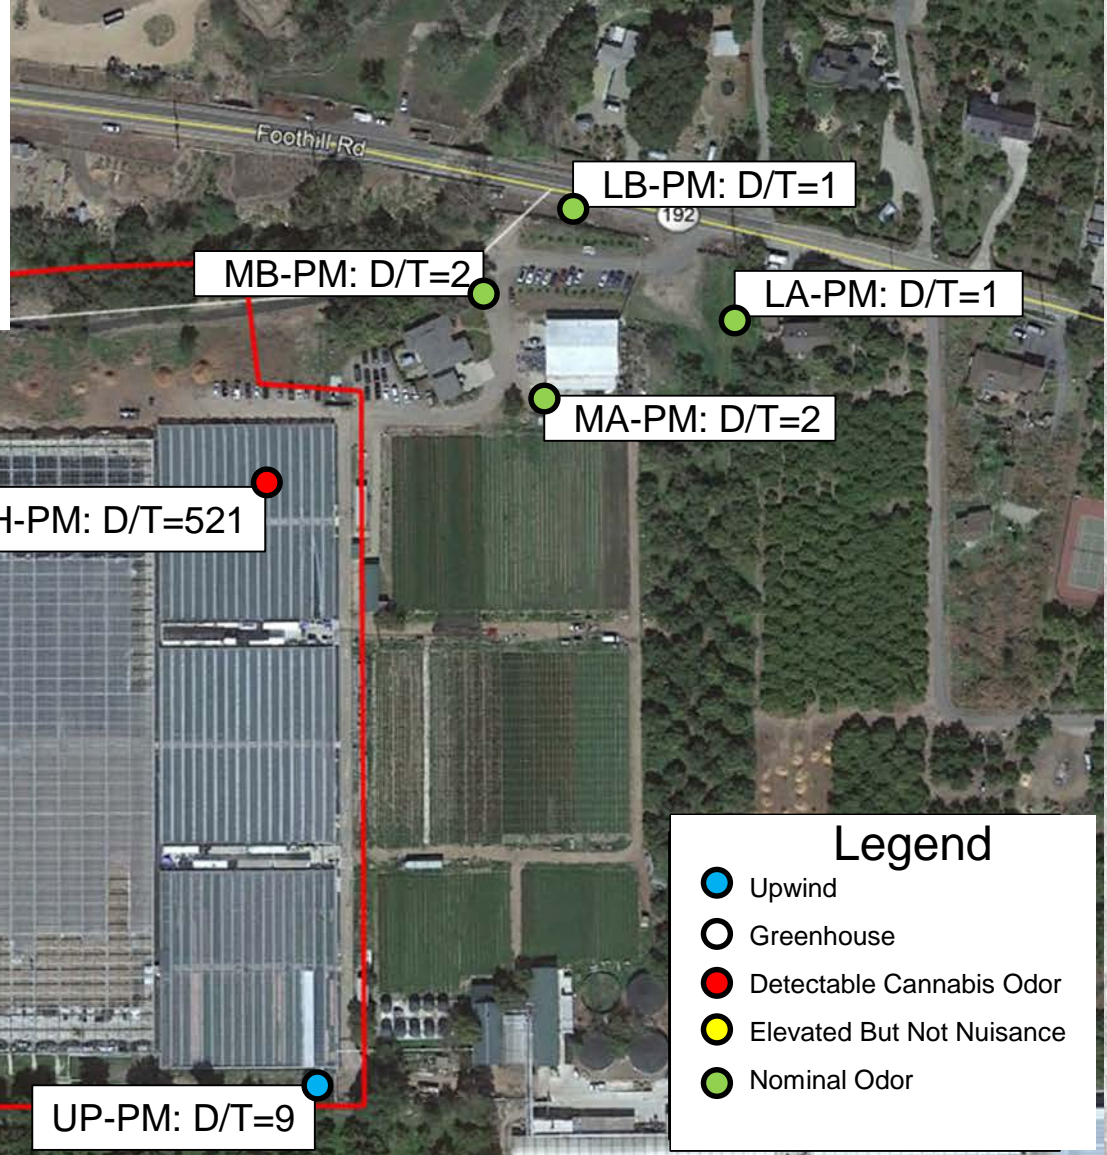 Foothill Rd
LB-PM: D/T=1
192
MB-PM: D/T=2
LA-PM: D/T=1
MA-PM: D/T=2
H-PM: D/T=521
UP-PM: D/T=9
Legend
Upwind
Greenhouse
Detectable Cannabis Odor
Elevated But Not Nuisance
Nominal Odor